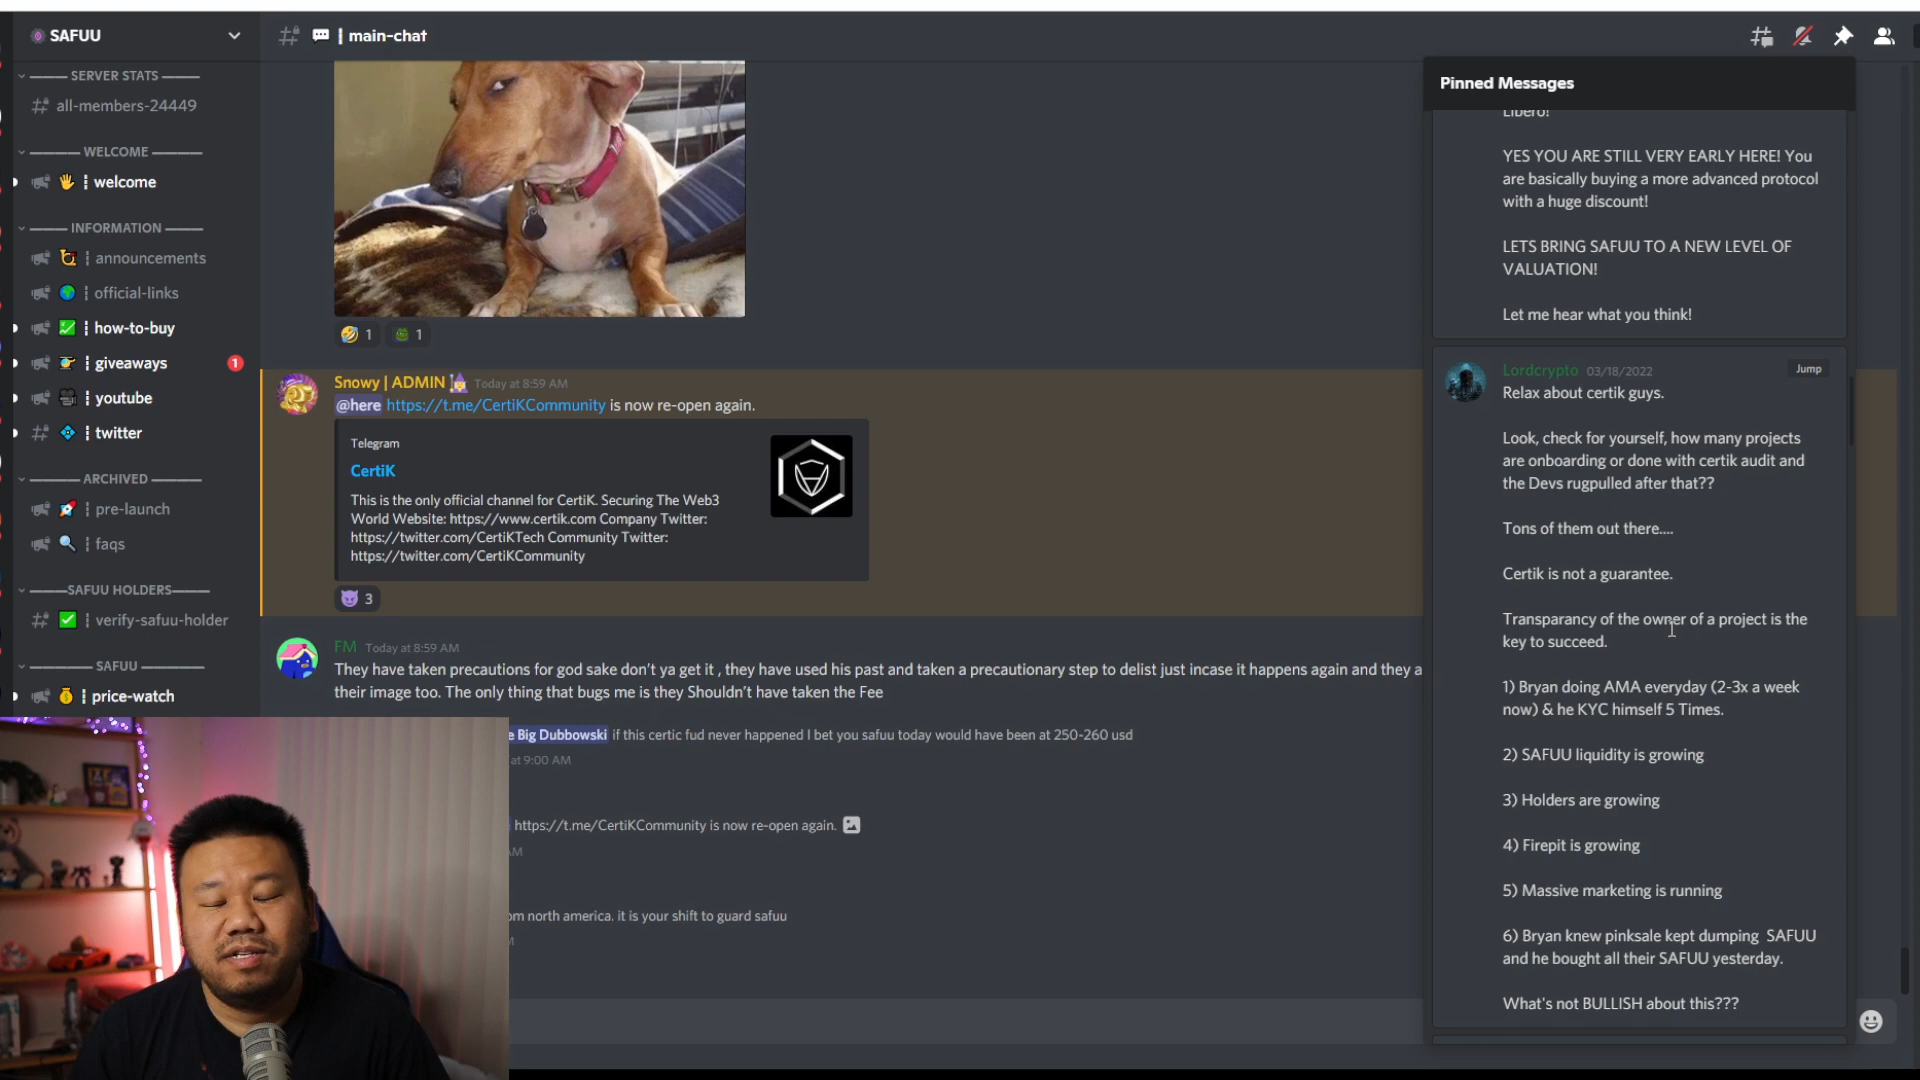 SAFUU
SERVER STATS
all-members-24449
WELCOME
welcome
INFORMATION
announcements
official-links
how-to-buy
giveaways
1
youtube
twitter
ARCHIVED
pre-launch
faqs
SAFUU HOLDERS
verify-safuu-holder
SAFUU
price-watch
main-chat
1 1
Snowy | ADMIN Today at 8:59 AM
@here https://t.me/CertiKCommunity is now re-open again.
Telegram
CertiK
This is the only official channel for CertiK. Securing The Web3
World Website: https://www.certik.com Company Twitter:
https://twitter.com/CertiKTech Community Twitter:
https://twitter.com/CertiKCommunity
3
FM Today at 8:59 AM
They have taken precautions for god sake don't ya get it , they have used his past and taken a precautionary step to delist just incase it happens again and they a
their image too. The only thing that bugs me is they Shouldn't have taken the Fee
e Big Dubbowski if this certic fud never happened I bet you safuu today would have been at 250-260 usd
at 9:00 AM
https://t.me/CertiKCommunity is now re-open again.
AM
om north america. it is your shift to guard safuu
Pinned Messages
Libero!
YES YOU ARE STILL VERY EARLY HERE! You
are basically buying a more advanced protocol
with a huge discount!
LETS BRING SAFUU TO A NEW LEVEL OF
VALUATION!
Let me hear what you think!
Lordcrypto 03/18/2022
Jump
Relax about certik guys.
Look, check for yourself, how many projects
are onboarding or done with certik audit and
the Devs rugpulled after that??
Tons of them out there....
Certik is not a guarantee.
Transparancy of the owner of a project is the
key to succeed.
1) Bryan doing AMA everyday (2-3x a week
now) & he KYC himself 5 Times.
2) SAFUU liquidity is growing
3) Holders are growing
4) Firepit is growing
5) Massive marketing is running
6) Bryan knew pinksale kept dumping SAFUU
and he bought all their SAFUU yesterday.
What's not BULLISH about this???